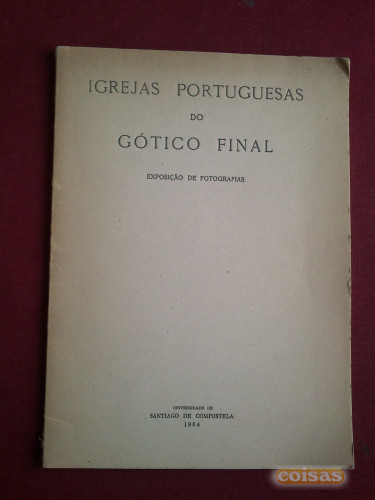 IGREJAS PORTUGUESAS
DO
GÓTICO FINAL
EXPOSIÇÃO DE FOTOGRAFIAS
UNIVERSIDADE DE
SANTIAGO DE COMPOSTELA
1964
coisas